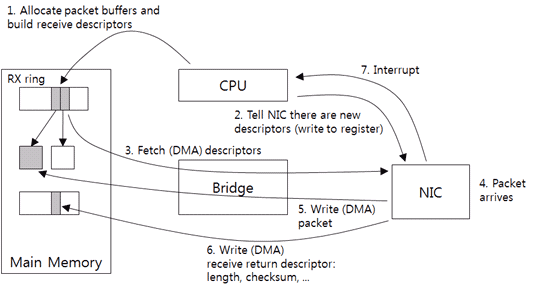 1. Allocate packet buffers and
build receive descriptors
RX ring
CPU
7. Interrupt
2. Tell NIC there are new
descriptors (write to register)
3. Fetch (DMA) descriptors
Bridge
NIC
4. Packet
arrives
5. Write (DMA)
packet
6. Write (DMA)
receive return descriptor:
length, checksum, ...
Main Memory